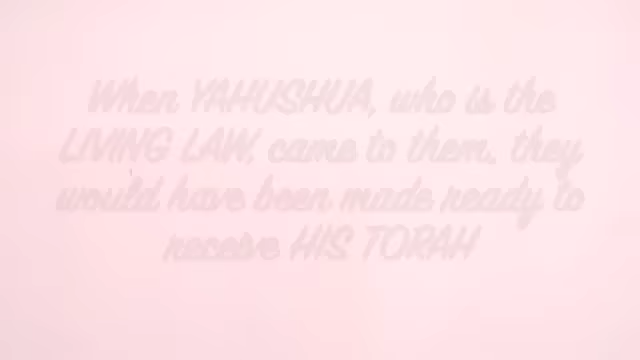 When YAHUSHUA, who is the
LIVING LAW, came to them, they
would have been made ready to
receive HIS TORAH